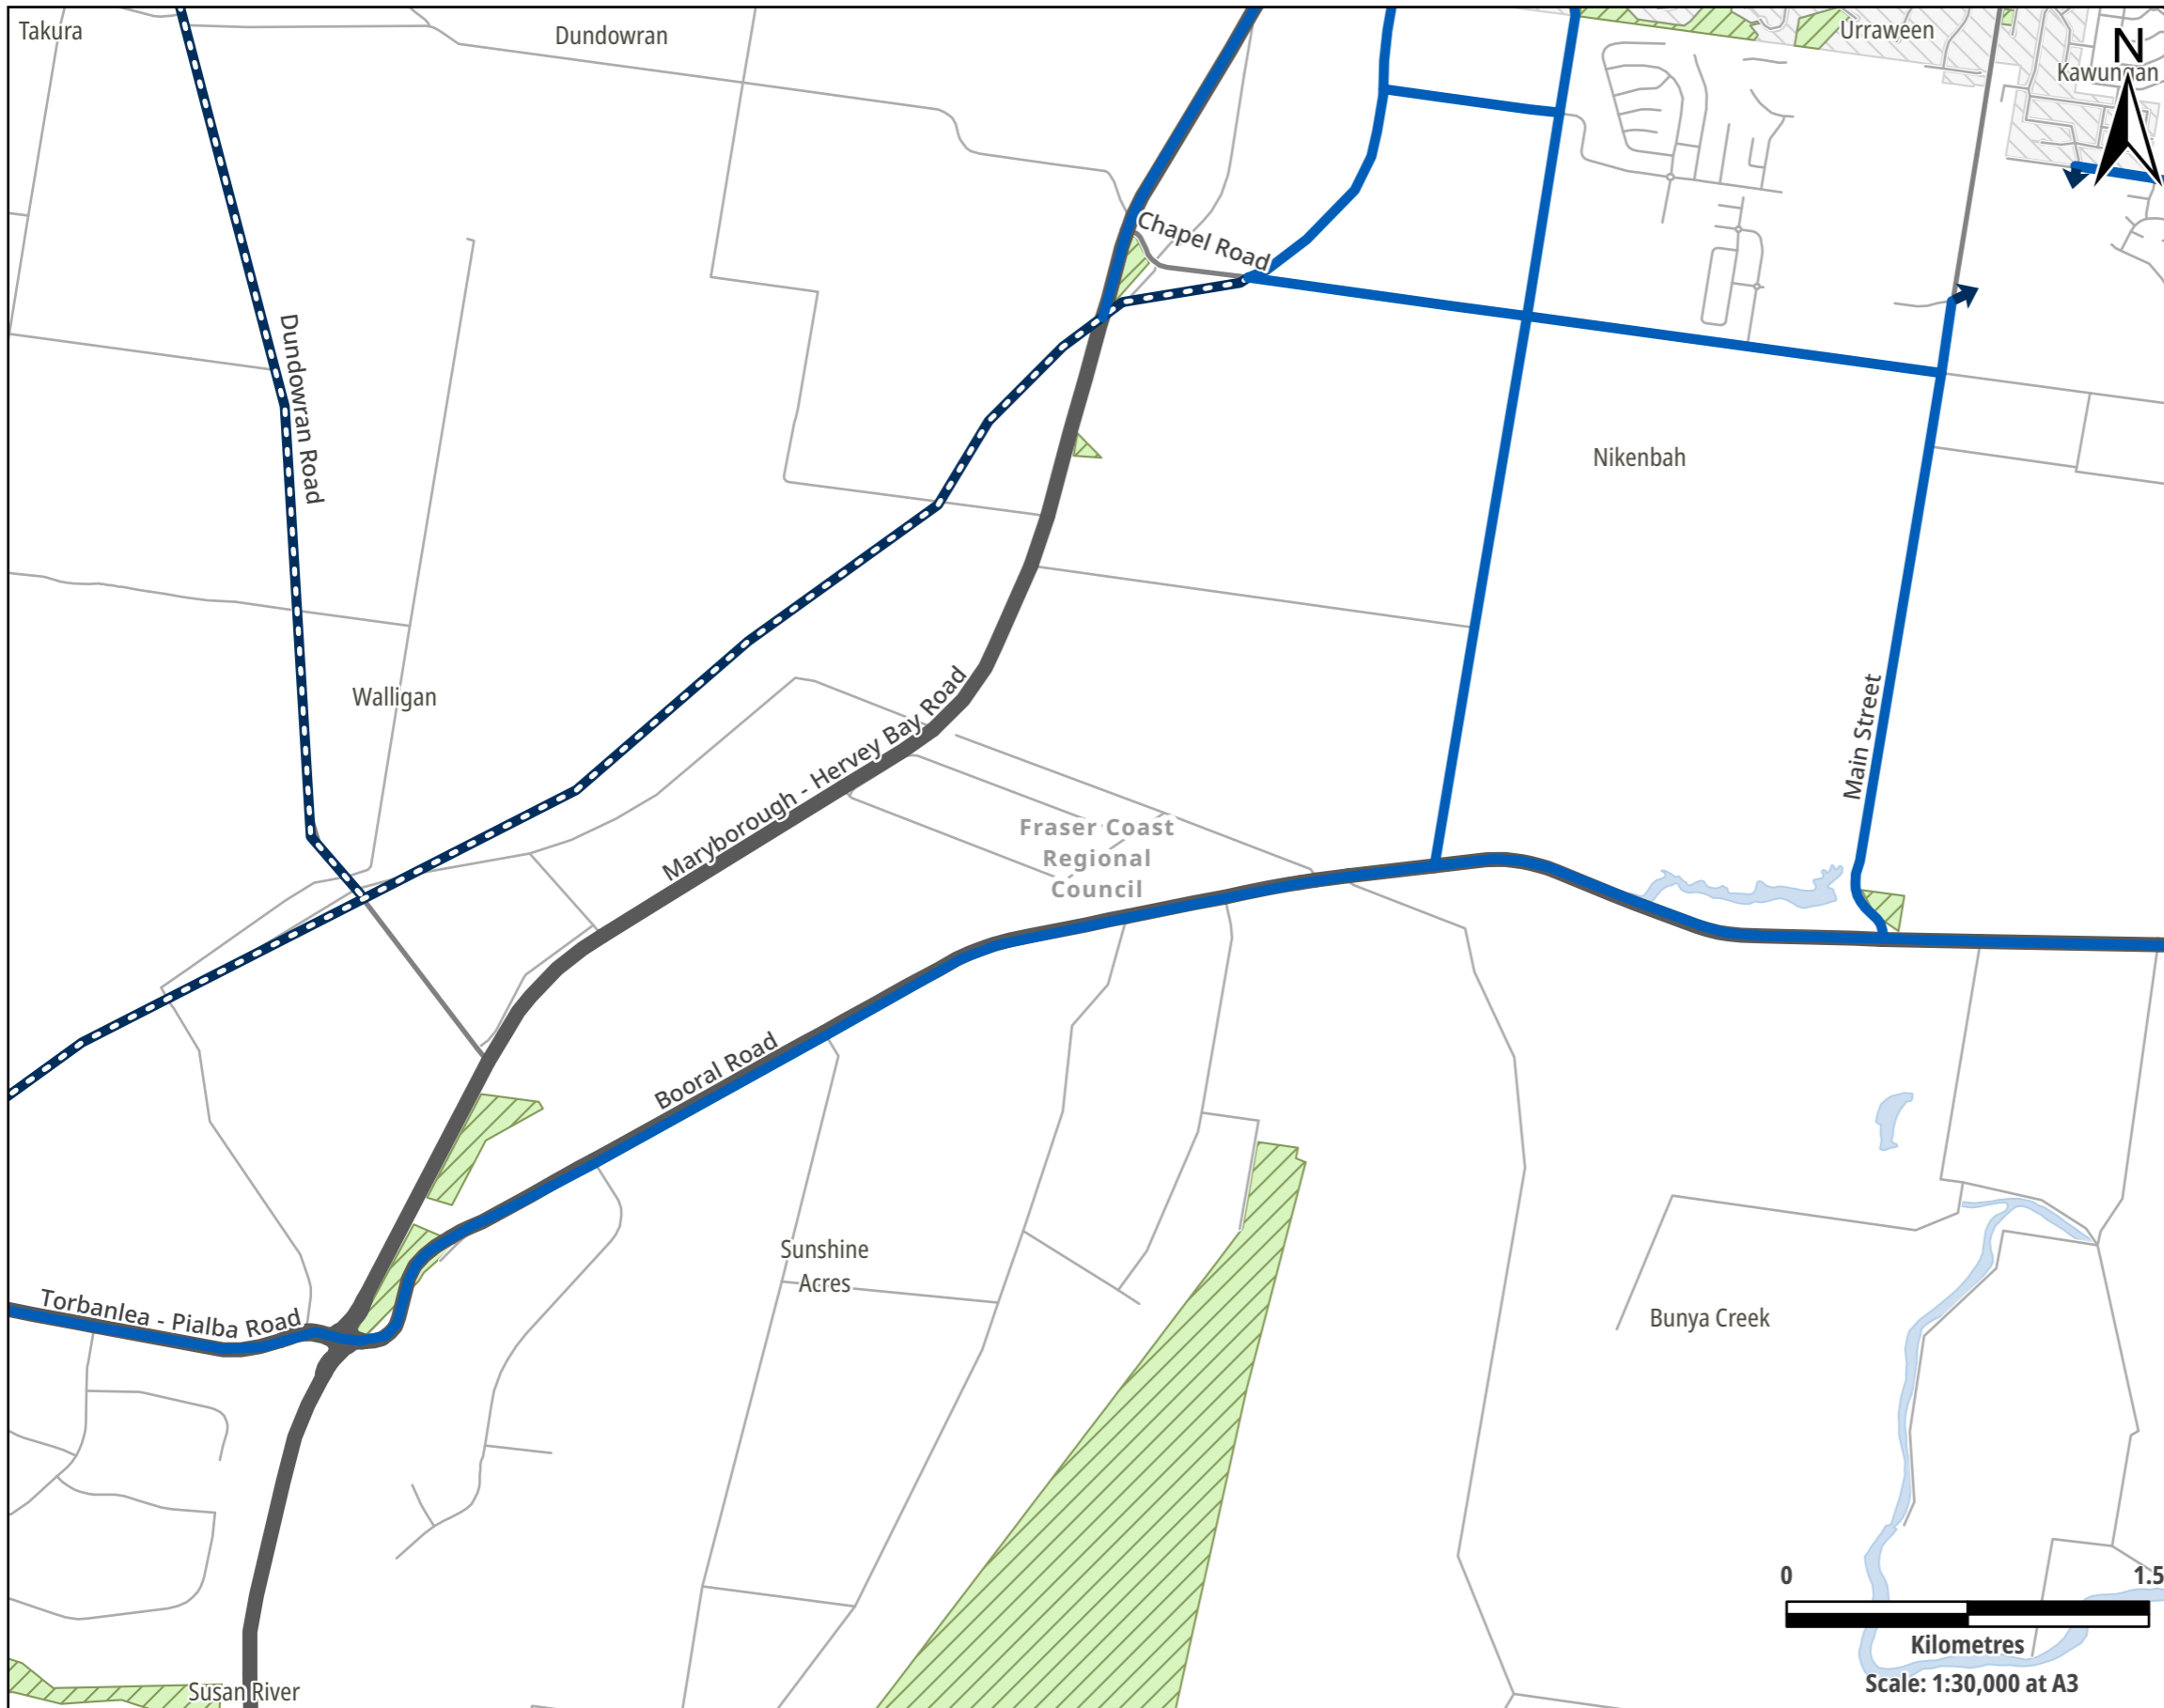 Takura
Dundowran
Urraween
N
Kawungan
Chapel Road
Dundowran Road
Nikenbah
Walligan
Main Street
Maryborough - Hervey Bay Road
Fraser Coast
Regional
Council
Booral Road
Sunshine
Acres
Torbanlea - Pialba Road
Bunya Creek
0
1.5
Kilometres
Scale: 1:30,000 at A3
Susan River